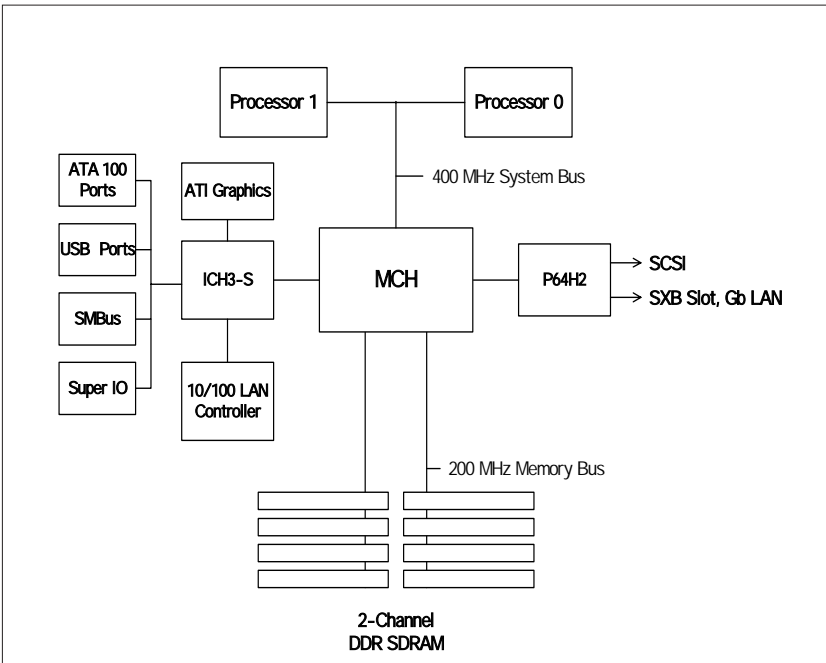 Processor 1
Processor 0
400 MHz System Bus
ATA 100
Ports
ATI Graphics
USB Ports
ICH3-S
MCH
P64H2
SCSI
SXB Slot, Gb LAN
SMBus
Super IO
10/100 LAN
Controller
200 MHz Memory Bus
2-Channel
DDR SDRAM